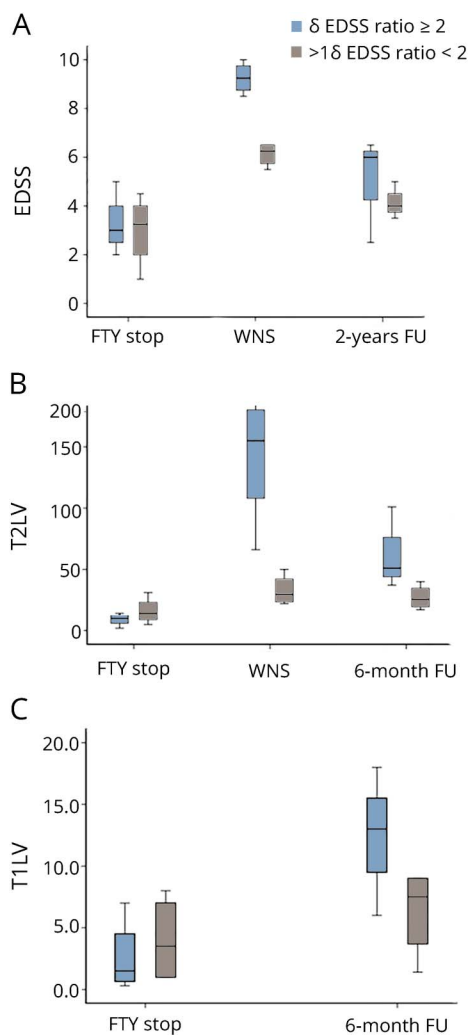 A
δ EDSS ratio ≥ 2
>1δ EDSS ratio < 2
EDSS
10
8
6
4
2
0
FTY stop WNS 2-years FU
B
T2LV
200
150
100
50
0
FTY stop WNS 6-month FU
C
T1LV
20.0
15.0
10.0
5.0
0.0
FTY stop 6-month FU